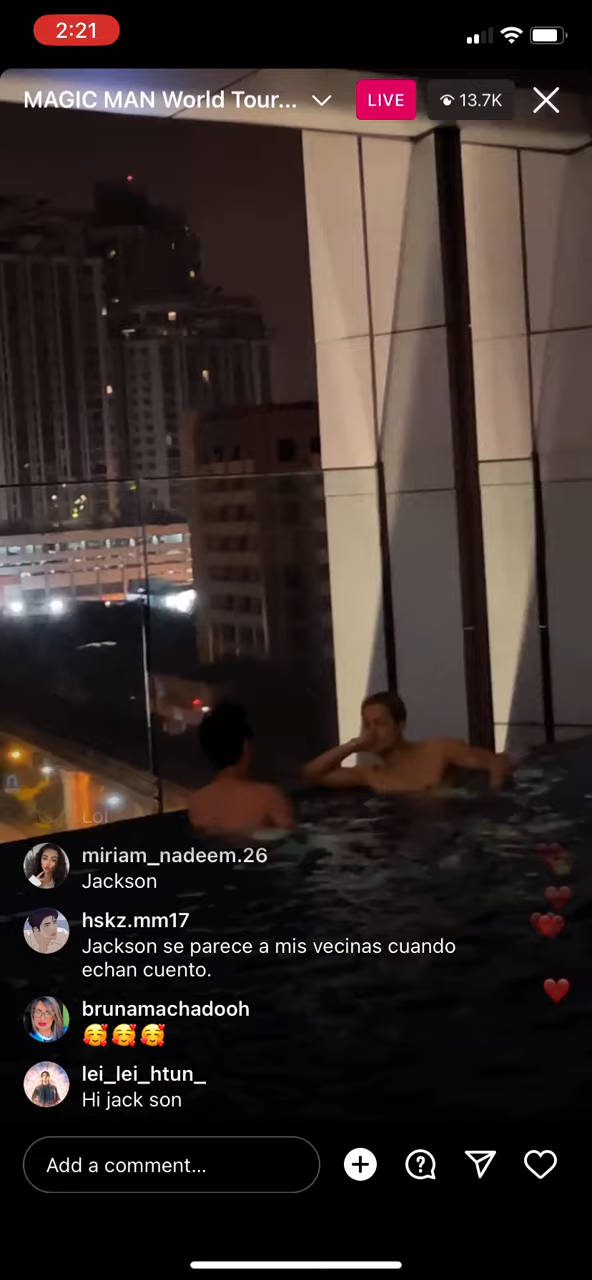 2:21
MAGIC MAN World Tour...
LIVE
13.7K
Lol
miriam_nadeem.26
Jackson
hskz.mm17
Jackson se parece a mis vecinas cuando
echan cuento.
brunamachadooh
🥰🥰🥰
lei_lei_htun_
Hi jack son
Add a comment...